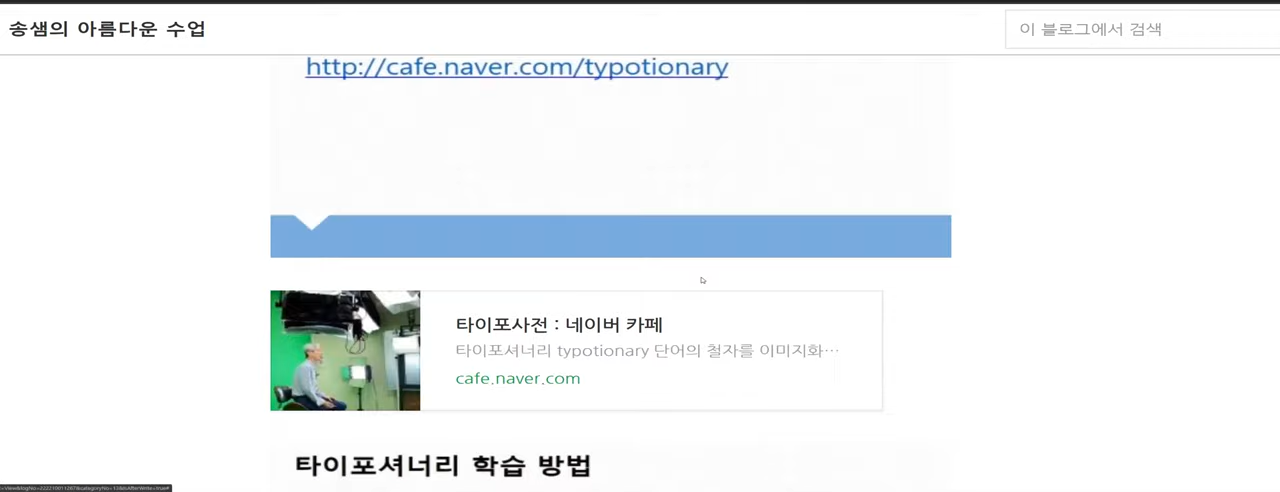 송샘의 아름다운 수업
이 블로그에서 검색
http://cafe.naver.com/typotionary
타이포사전 : 네이버 카페
타이포셔너리 typotionary 단어의 철자를 이미지화…
cafe.naver.com
타이포셔너리 학습 방법